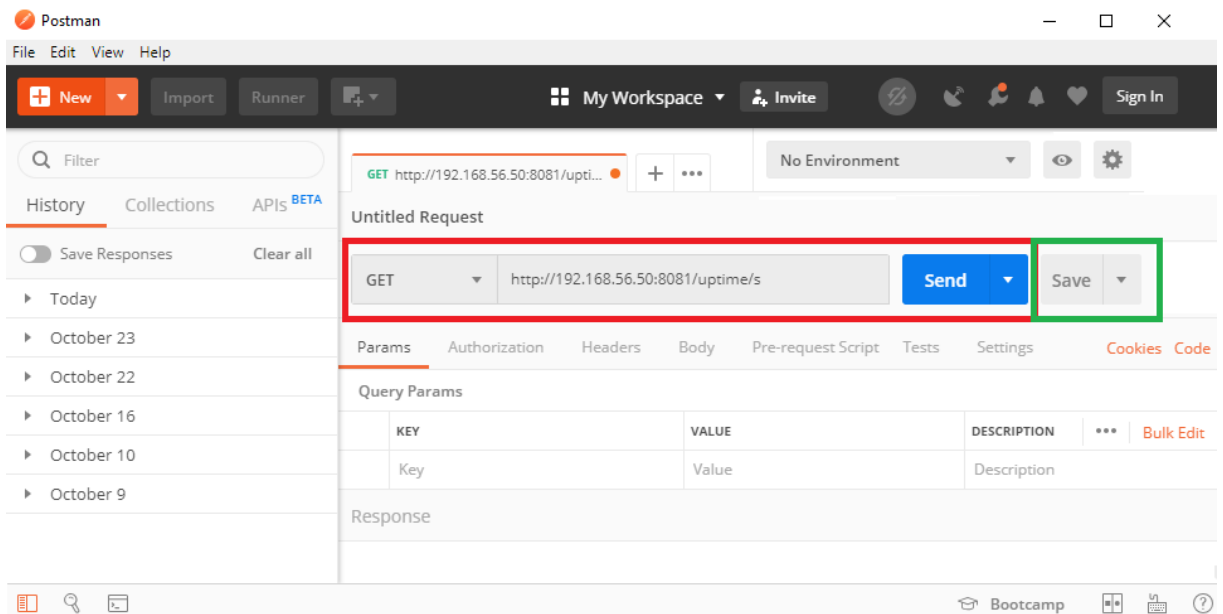 Postman
File Edit View Help
New Import Runner My Workspace Invite Sign In
Filter
History Collections APIs BETA
Save Responses Clear all
Today
October 23
October 22
October 16
October 10
October 9
GET http://192.168.56.50:8081/upti...
No Environment
Untitled Request
GET http://192.168.56.50:8081/uptime/s Send Save
Params Authorization Headers Body Pre-request Script Tests Settings Cookies Code
Query Params
KEY VALUE DESCRIPTION Bulk Edit
Key Value Description
Response
Bootcamp